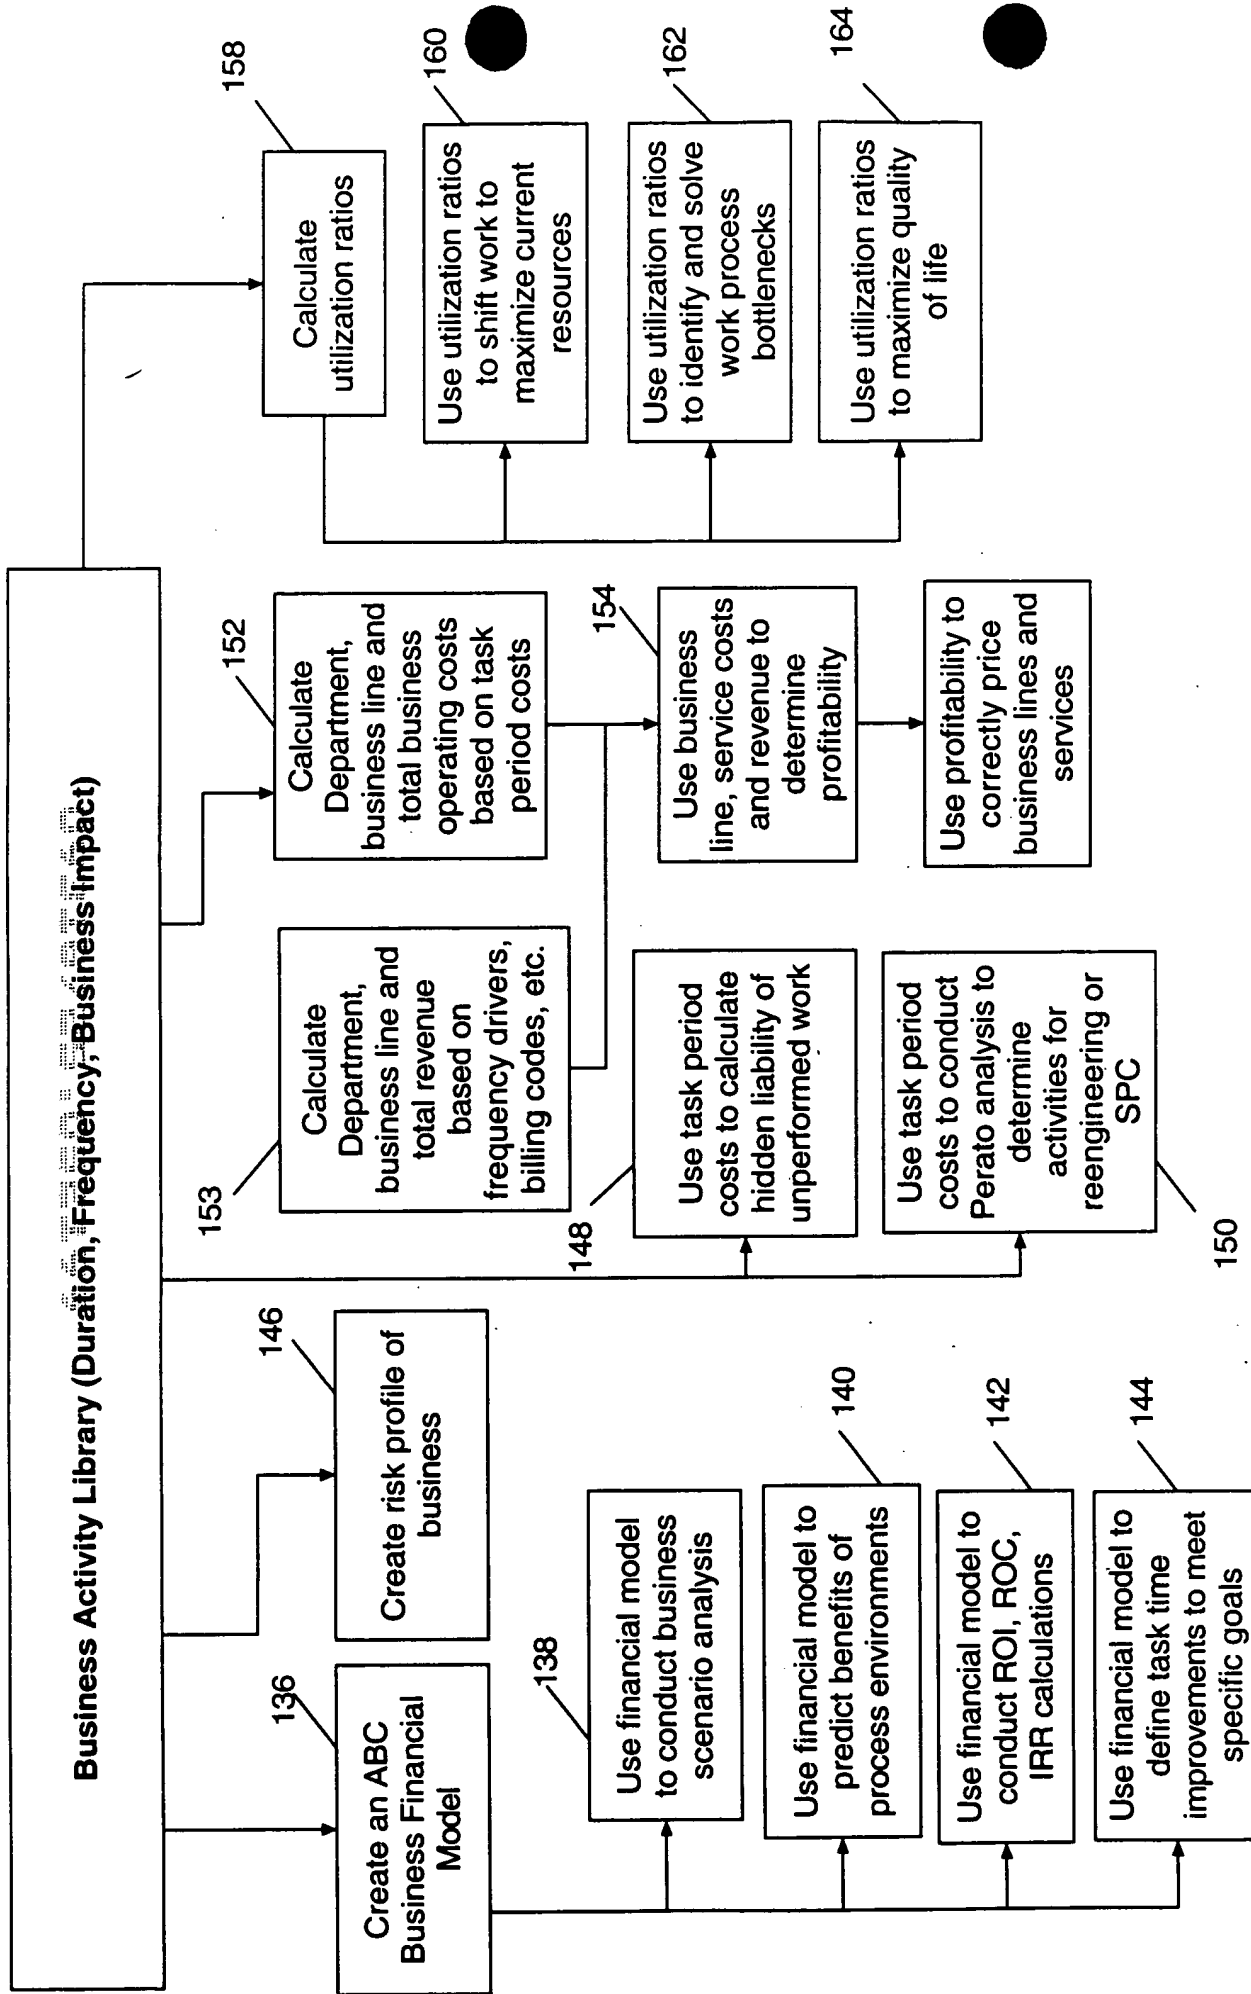 Business Activity Library (Duration, Frequency, Business Impact)
136
Create an ABC
Business Financial
Model
138
Use financial model
to conduct business
scenario analysis
140
Use financial model to
predict benefits of
process environments
142
Use financial model to
conduct ROI, ROC,
IRR calculations
144
Use financial model to
define task time
improvements to meet
specific goals
146
Create risk profile of
business
148
Use task period
costs to calculate
hidden liability of
unperformed work
150
Use task period
costs to conduct
Perato analysis to
determine
activities for
reengineering or
SPC
153
Calculate
Department,
business line and
total revenue
based on
frequency drivers,
billing codes, etc.
152
Calculate
Department,
business line and
total business
operating costs
based on task
period costs
154
Use business
line, service costs
and revenue to
determine
profitability
Use profitability to
correctly price
business lines and
services
158
Calculate
utilization ratios
160
Use utilization ratios
to shift work to
maximize current
resources
162
Use utilization ratios
to identify and solve
work process
bottlenecks
164
Use utilization ratios
to maximize quality
of life